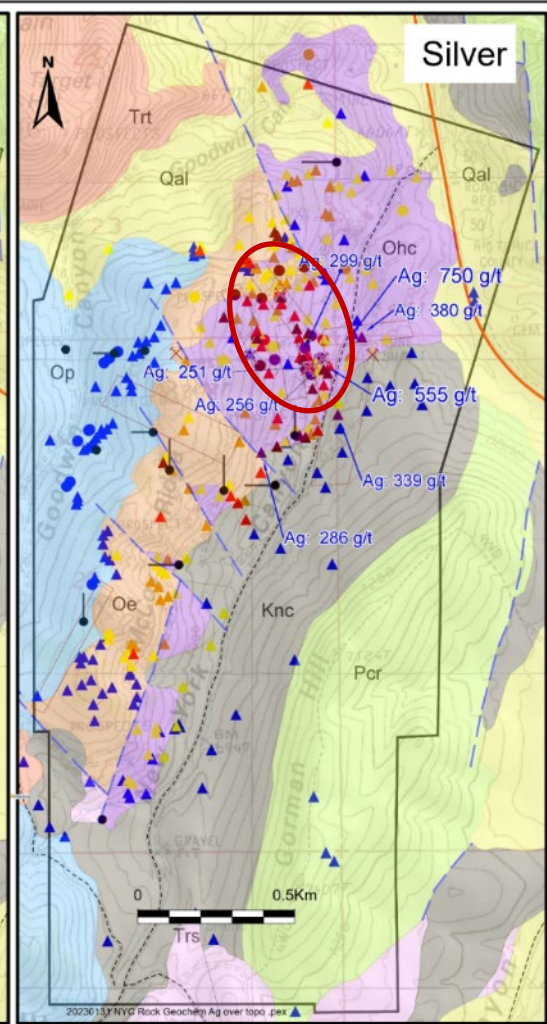 Silver
N
Trt
Qal
Goodwin
Qal
Ohc
Ag: 299 g/t
Ag: 750 g/t
Ag: 380 g/t
Op
Ag: 251 g/t
Ag: 256 g/t
Ag: 555 g/t
Ag: 339 g/t
Ag: 286 g/t
Oe
Knc
Pcr
York
Hill
Gorman
GRAVEL
0
0.5Km
Trs
20230131 NYC Rock Geochem Ag over topo .pex